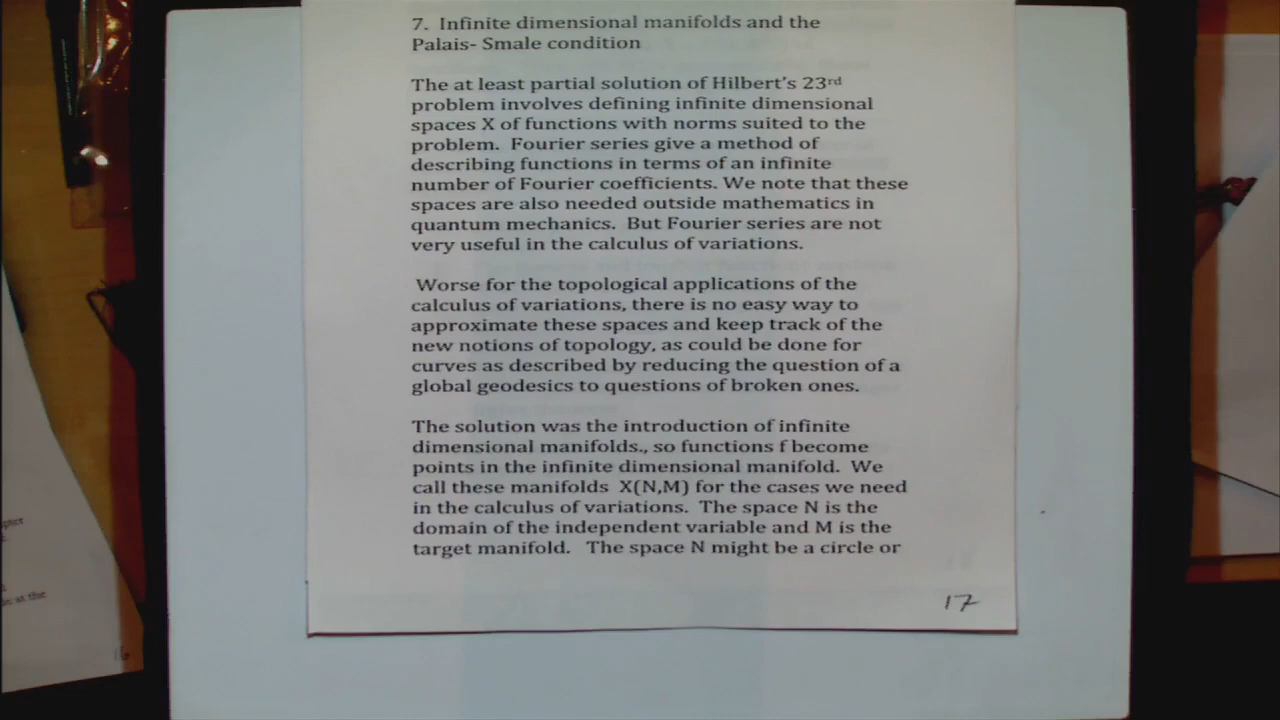 7. Infinite dimensional manifolds and the
Palais- Smale condition
The at least partial solution of Hilbert's 23rd
problem involves defining infinite dimensional
spaces X of functions with norms suited to the
problem. Fourier series give a method of
describing functions in terms of an infinite
number of Fourier coefficients. We note that these
spaces are also needed outside mathematics in
quantum mechanics. But Fourier series are not
very useful in the calculus of variations.
Worse for the topological applications of the
calculus of variations, there is no easy way to
approximate these spaces and keep track of the
new notions of topology, as could be done for
curves as described by reducing the question of a
global geodesics to questions of broken ones.
The solution was the introduction of infinite
dimensional manifolds., so functions f become
points in the infinite dimensional manifold. We
call these manifolds X(N,M) for the cases we need
in the calculus of variations. The space N is the
domain of the independent variable and M is the
target manifold. The space N might be a circle or
17
at the
16